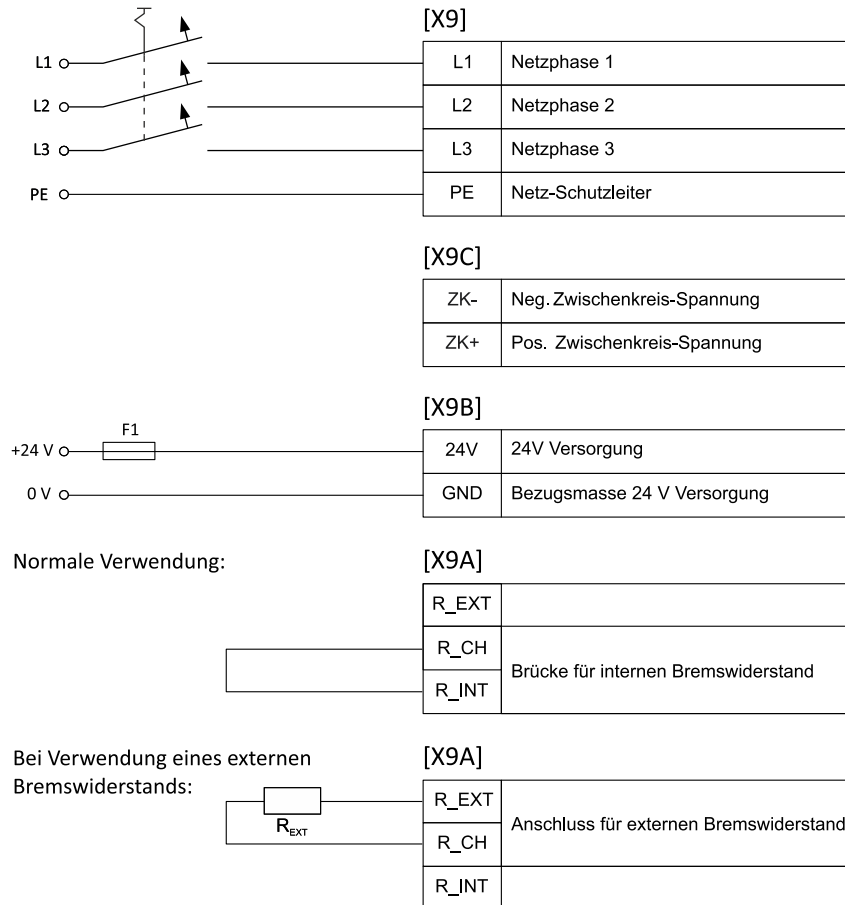 [X9]
L1 L1 Netzphase 1
L2 L2 Netzphase 2
L3 L3 Netzphase 3
PE PE Netz-Schutzleiter
[X9C]
ZK- Neg. Zwischenkreis-Spannung
ZK+ Pos. Zwischenkreis-Spannung
[X9B]
F1
+24 V 24V 24V Versorgung
0 V GND Bezugsmasse 24 V Versorgung
Normale Verwendung: [X9A]
R_EXT
R_CH
Brücke für internen Bremswiderstand
R_INT
Bei Verwendung eines externen [X9A]
Bremswiderstands:
R_EXT
REXT
Anschluss für externen Bremswiderstand
R_CH
R_INT